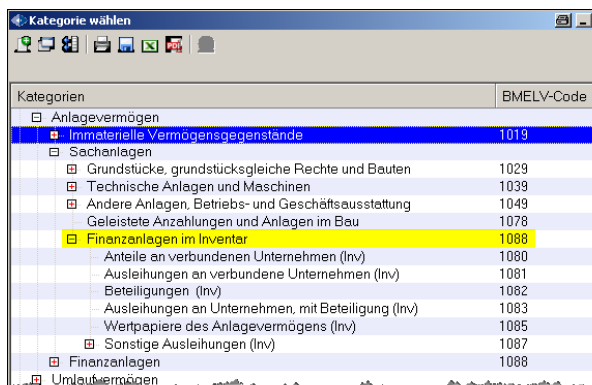 Kategorie wählen
PDF
Kategorien BMELV-Code
Anlagevermögen
Immaterielle Vermögensgegenstände 1019
Sachanlagen
Grundstücke, grundstücksgleiche Rechte und Bauten 1029
Technische Anlagen und Maschinen 1039
Andere Anlagen, Betriebs- und Geschäftsausstattung 1049
Geleistete Anzahlungen und Anlagen im Bau 1078
Finanzanlagen im Inventar 1088
Anteile an verbundenen Unternehmen (Inv) 1080
Ausleihungen an verbundene Unternehmen (Inv) 1081
Beteiligungen (Inv) 1082
Ausleihungen an Unternehmen, mit Beteiligung (Inv) 1083
Wertpapiere des Anlagevermögens (Inv) 1085
Sonstige Ausleihungen (Inv) 1087
Finanzanlagen 1088
Umlaufvermögen